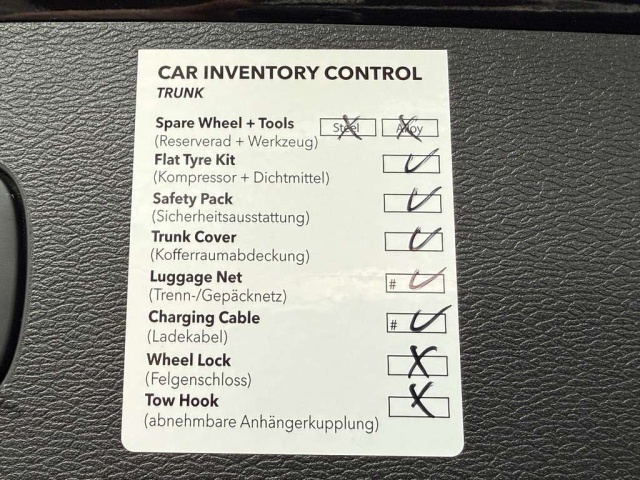 CAR INVENTORY CONTROL
TRUNK
Spare Wheel + Tools Steel Alloy
(Reserverad + Werkzeug)
Flat Tyre Kit
(Kompressor + Dichtmittel)
Safety Pack
(Sicherheitsausstattung)
Trunk Cover
(Kofferraumabdeckung)
Luggage Net #
(Trenn-/Gepäcknetz)
Charging Cable #
(Ladekabel)
Wheel Lock
(Felgenschloss)
Tow Hook
(abnehmbare Anhängerkupplung)